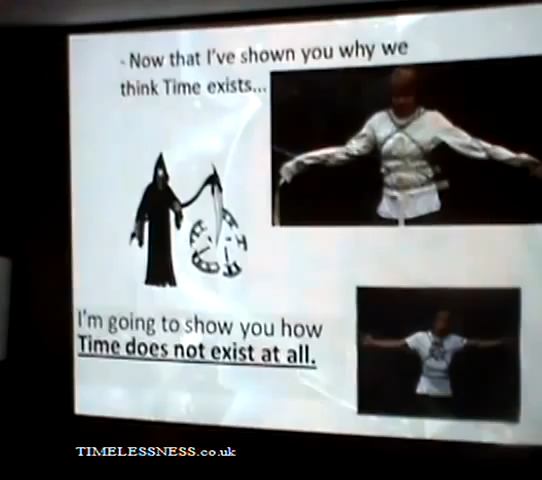 - Now that I've shown you why we
think Time exists...
I'm going to show you how
Time does not exist at all.
TIMELESSNESS.co.uk